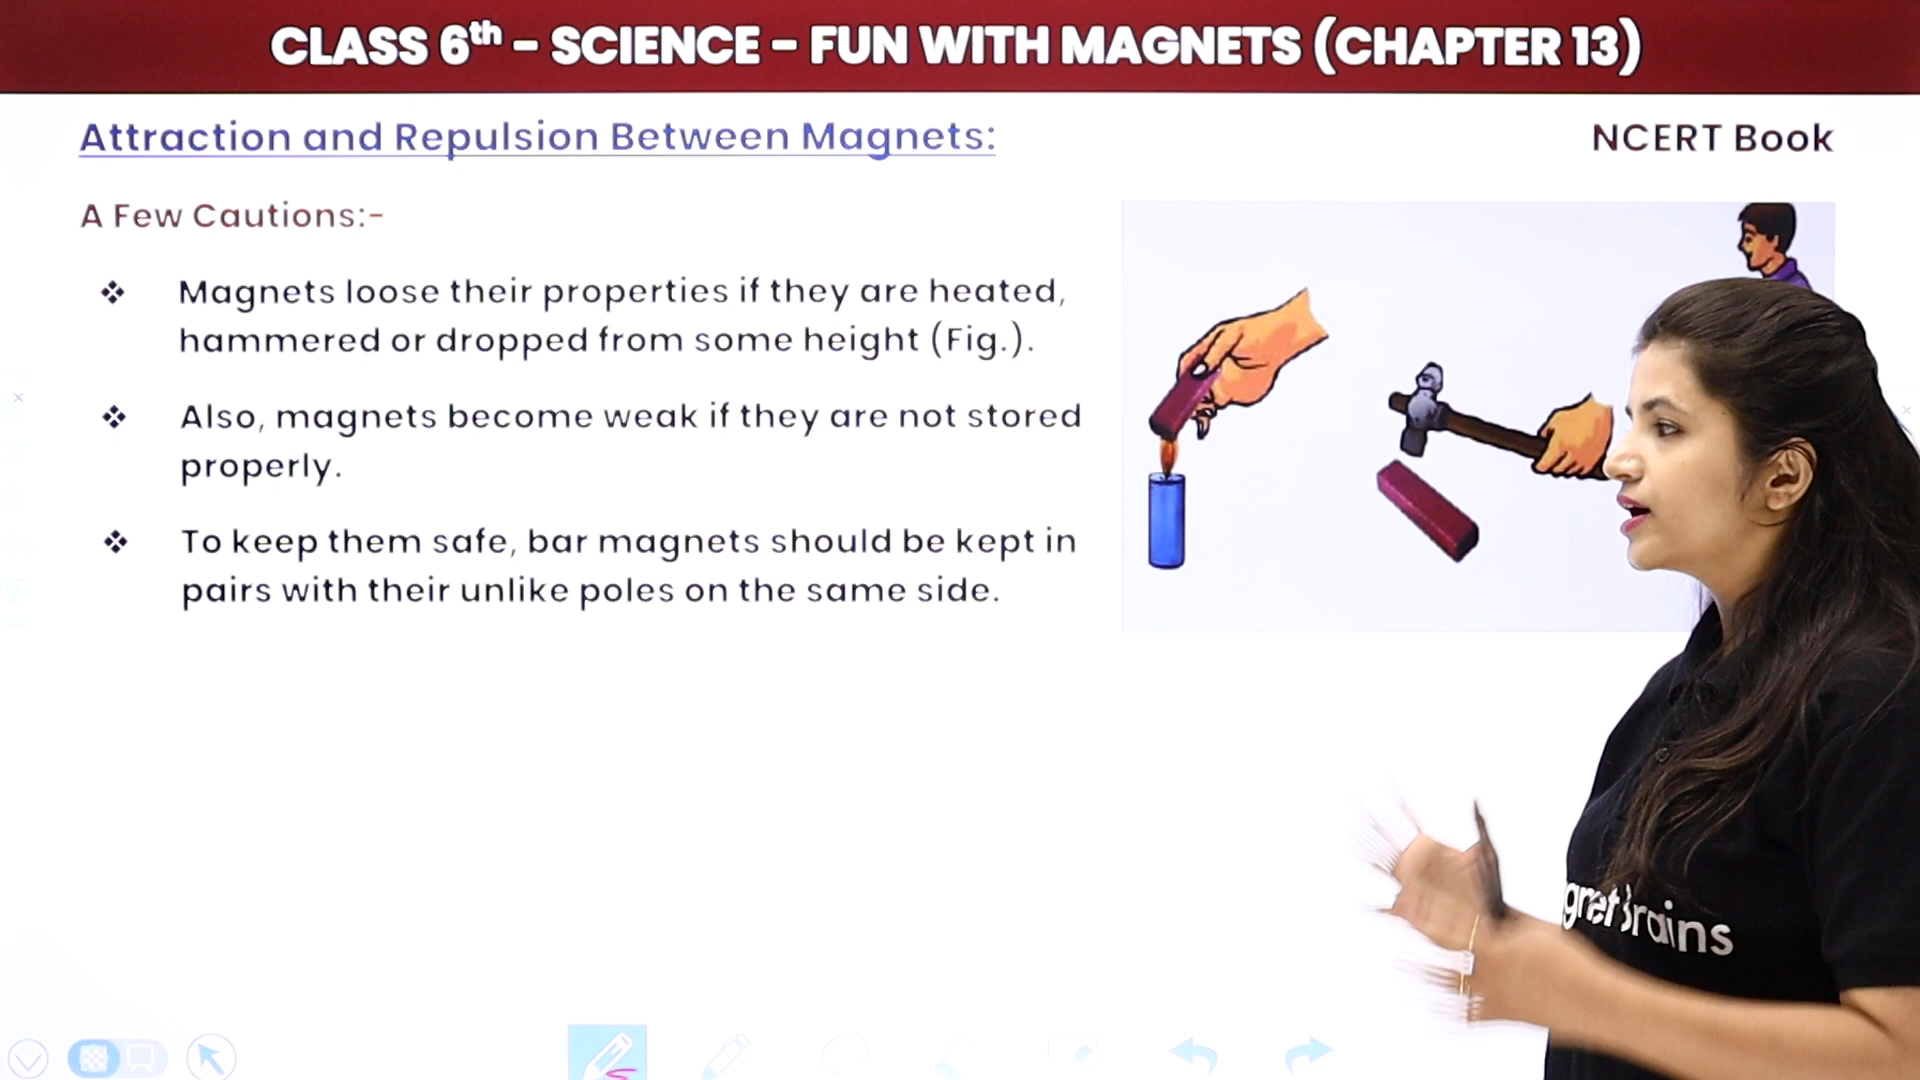 CLASS 6th – SCIENCE – FUN WITH MAGNETS (CHAPTER 13)
Attraction and Repulsion Between Magnets:
NCERT Book
A Few Cautions:-
❖ Magnets loose their properties if they are heated,
hammered or dropped from some height (Fig.).
❖ Also, magnets become weak if they are not stored
properly.
❖ To keep them safe, bar magnets should be kept in
pairs with their unlike poles on the same side.
gnet Brains